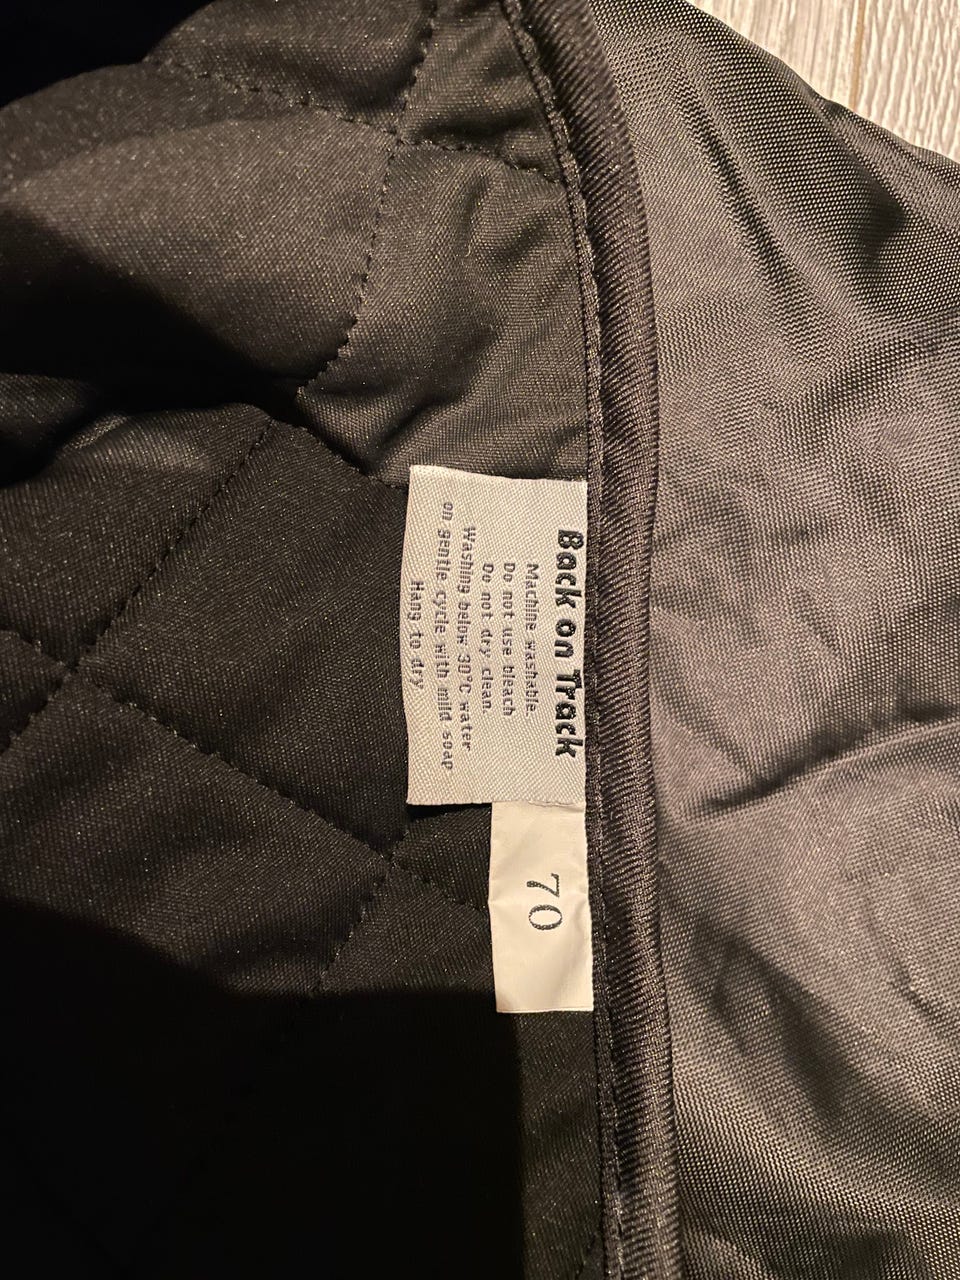 Back on Track
Machine washable.
Do not use bleach
Do not dry clean.
Washing below 30°C water
on gentle cycle with mild soap
Hang to dry.
70